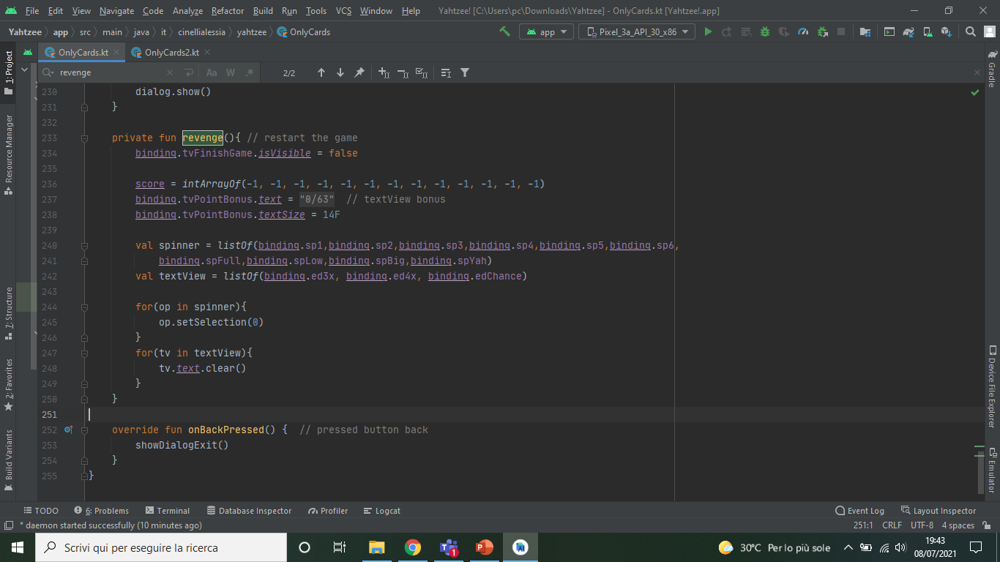 File Edit View Navigate Code Analyze Refactor Build Run Tools VCS Window Help Yahtzee! [C:\Users\pc\Downloads\Yahtzee] - OnlyCards.kt [Yahtzee!.app]
Yahtzee app src main java it cinellialessia yahtzee OnlyCards app Pixel_3a_API_30_x86
1: Project
Resource Manager
7: Structure
2: Favorites
Build Variants
OnlyCards.kt OnlyCards2.kt
revenge Aa W .* 2/2
230 dialog.show()
231 }
232
233 private fun revenge(){ // restart the game
234 binding.tvFinishGame.isVisible = false
235
236 score = intArrayOf(-1, -1, -1, -1, -1, -1, -1, -1, -1, -1, -1, -1, -1)
237 binding.tvPointBonus.text = "0/63" // textView bonus
238 binding.tvPointBonus.textSize = 14F
239
240 val spinner = listOf(binding.sp1,binding.sp2,binding.sp3,binding.sp4,binding.sp5,binding.sp6,
241 binding.spFull,binding.spLow,binding.spBig,binding.spYah)
242 val textView = listOf(binding.ed3x, binding.ed4x, binding.edChance)
243
244 for(op in spinner){
245 op.setSelection(0)
246 }
247 for(tv in textView){
248 tv.text.clear()
249 }
250 }
251
252 override fun onBackPressed() { // pressed button back
253 showDialogExit()
254 }
255 }
Gradle
Device File Explorer
Emulator
TODO 6: Problems Terminal Database Inspector Profiler Logcat Event Log Layout Inspector
* daemon started successfully (10 minutes ago) 251:1 CRLF UTF-8 4 spaces
Scrivi qui per eseguire la ricerca 1 30°C Per lo più sole 19:43
08/07/2021